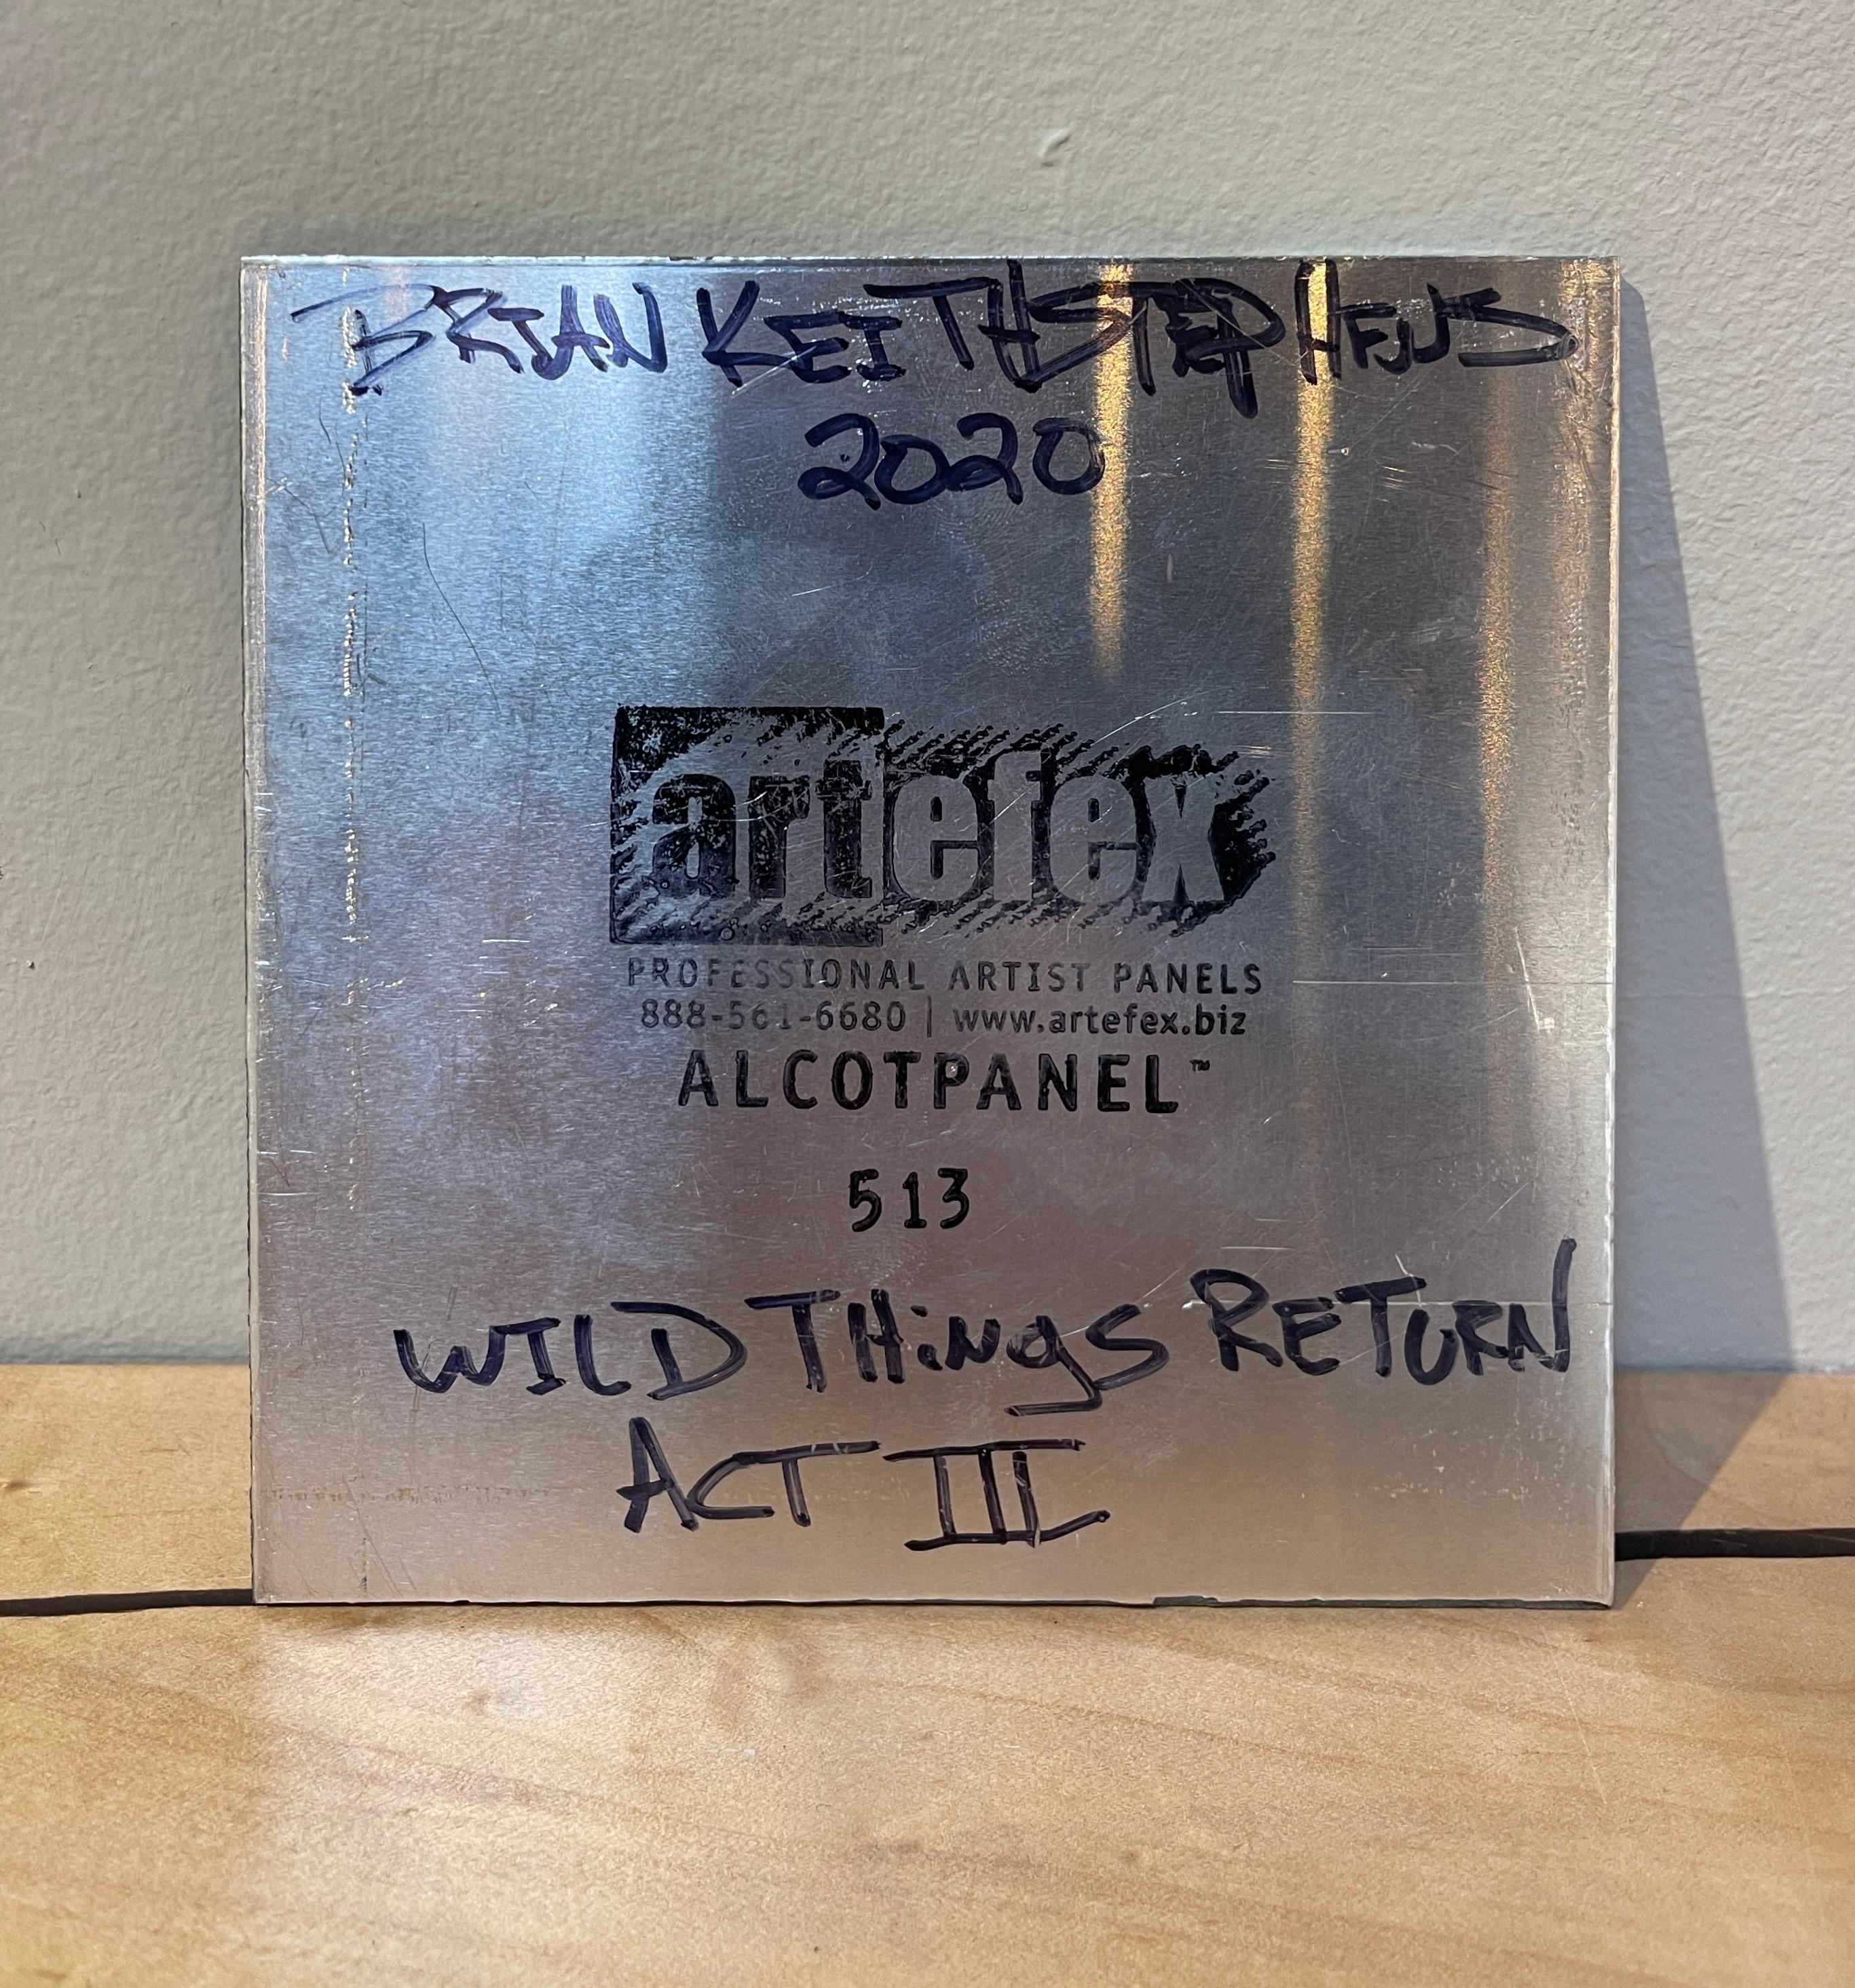 BRIAN KEITH STEPHENS
2020
artefex
PROFESSIONAL ARTIST PANELS
888-561-6680 | www.artefex.biz
ALCOTPANEL™
513
WILD THiNgS RETURN
ACT III